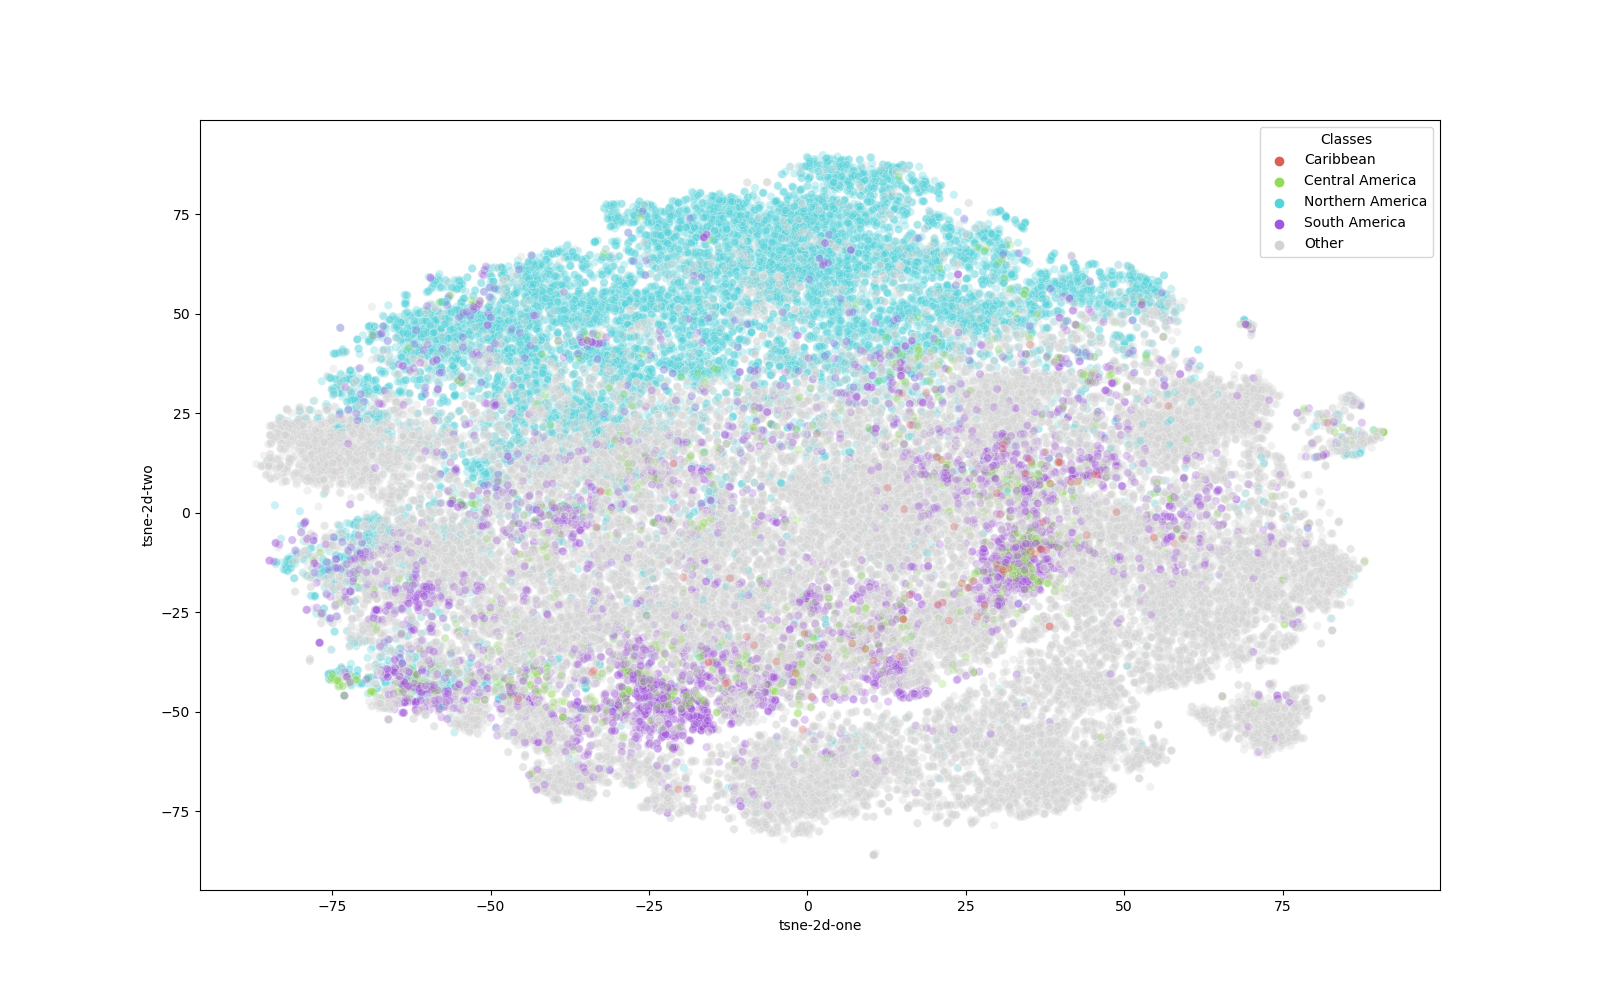 Classes
Caribbean
Central America
Northern America
South America
Other
75
50
25
0
−25
−50
−75
tsne-2d-two
−75 −50 −25 0 25 50 75
tsne-2d-one